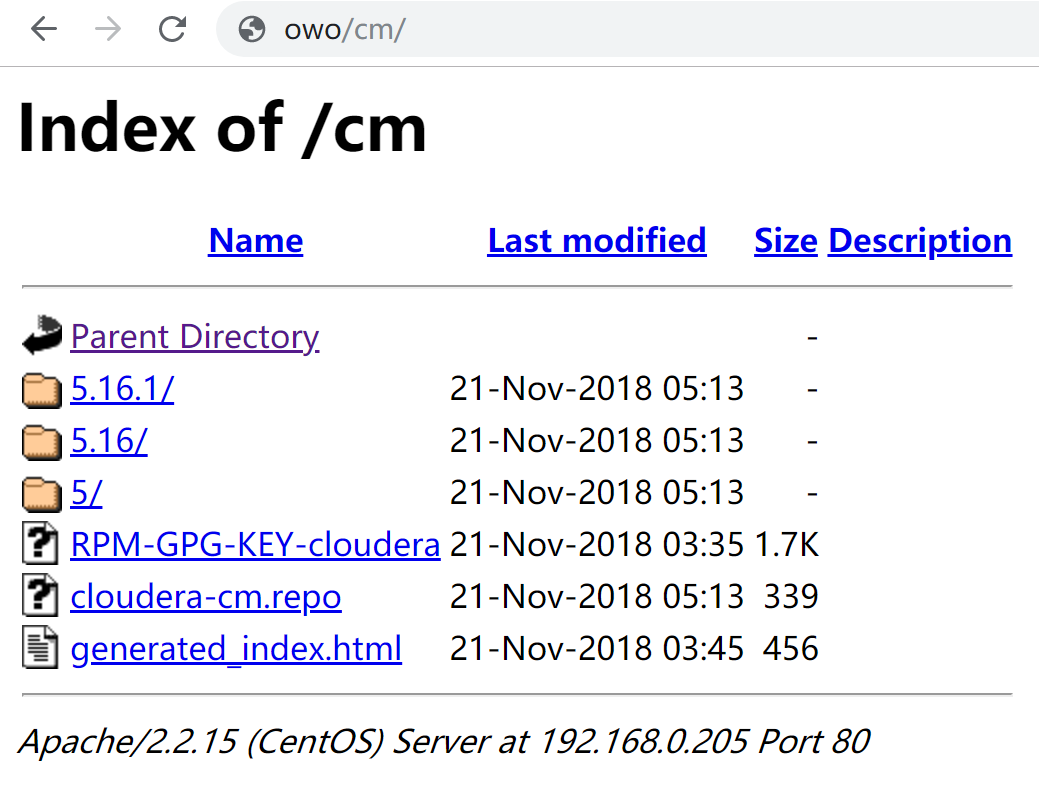 owo/cm/
Index of /cm
Name Last modified Size Description
Parent Directory -
5.16.1/ 21-Nov-2018 05:13 -
5.16/ 21-Nov-2018 05:13 -
5/ 21-Nov-2018 05:13 -
RPM-GPG-KEY-cloudera 21-Nov-2018 03:35 1.7K
cloudera-cm.repo 21-Nov-2018 05:13 339
generated_index.html 21-Nov-2018 03:45 456
Apache/2.2.15 (CentOS) Server at 192.168.0.205 Port 80